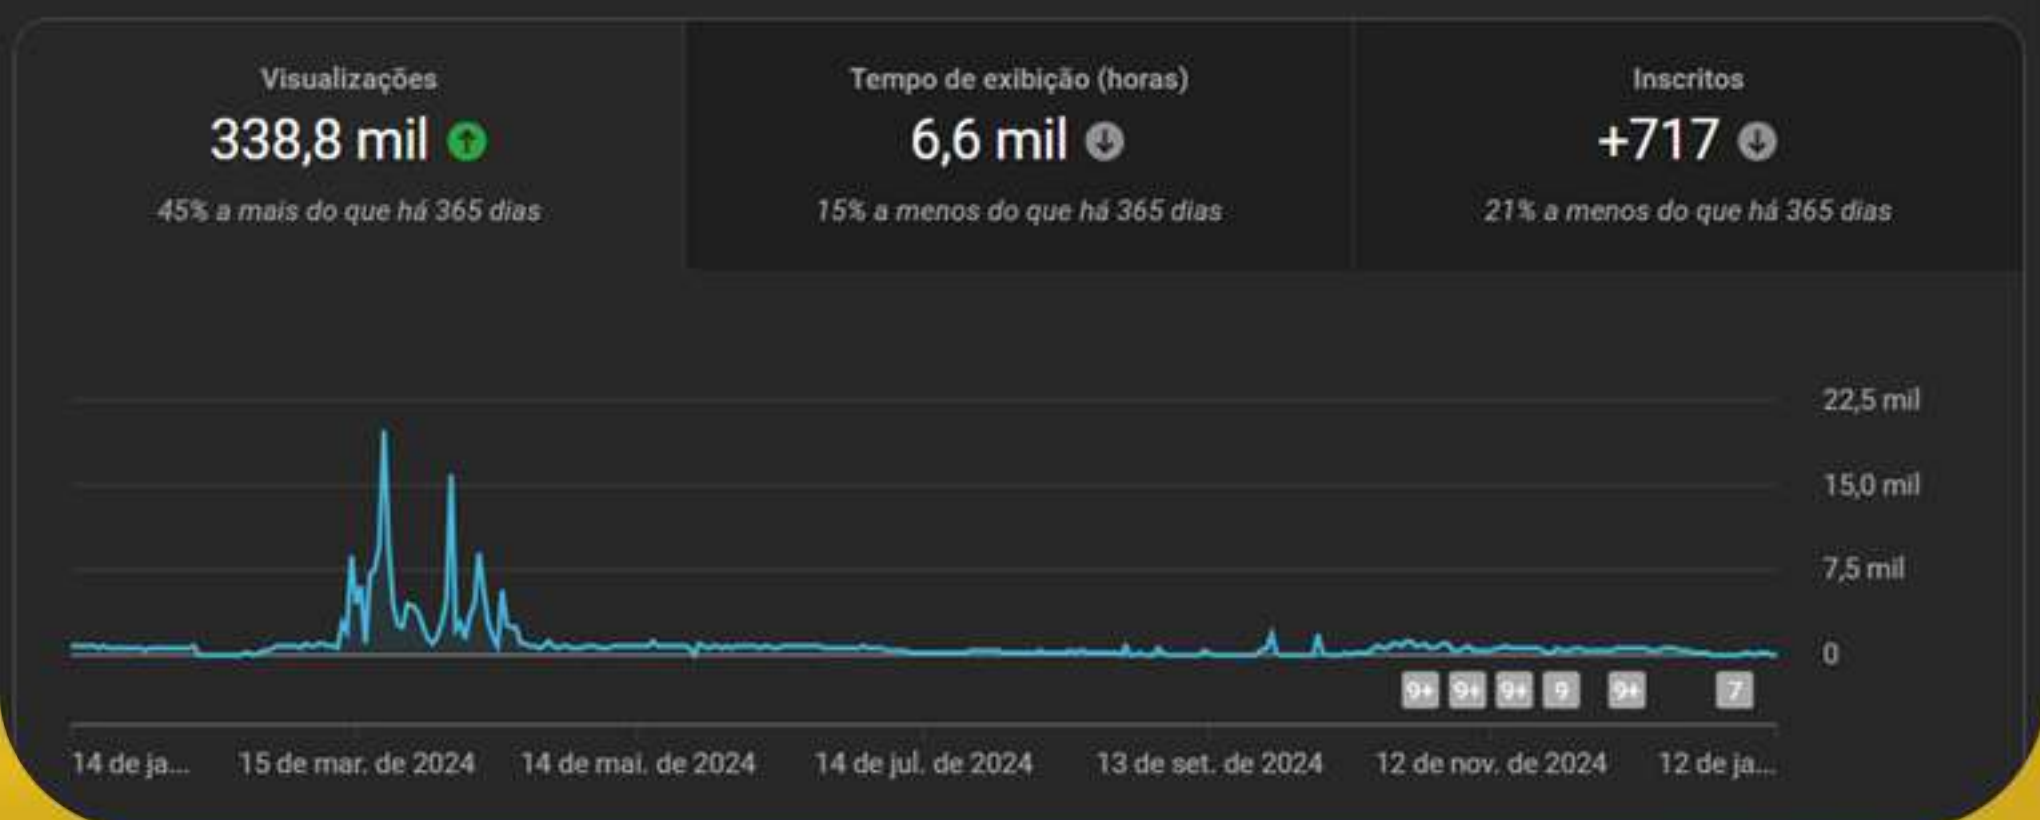 Visualizações
338,8 mil
45% a mais do que há 365 dias
Tempo de exibição (horas)
6,6 mil
15% a menos do que há 365 dias
Inscritos
+717
21% a menos do que há 365 dias
22,5 mil
15,0 mil
7,5 mil
0
9+ 9+ 9+ 9 9+ 7
14 de ja... 15 de mar. de 2024 14 de mai. de 2024 14 de jul. de 2024 13 de set. de 2024 12 de nov. de 2024 12 de ja...